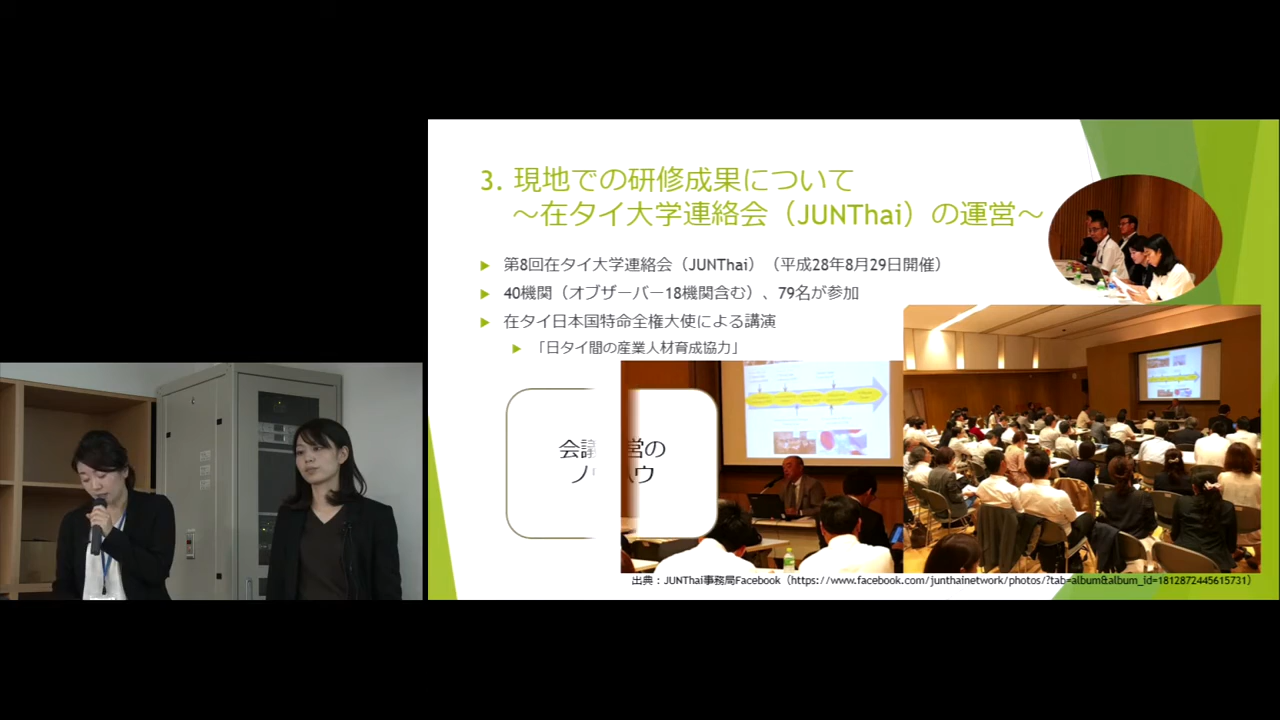 3. 現地での研修成果について
～在タイ大学連絡会（JUNThai）の運営～
第8回在タイ大学連絡会（JUNThai）（平成28年8月29日開催）
40機関（オブザーバー18機関含む）、79名が参加
在タイ日本国特命全権大使による講演
「日タイ間の産業人材育成協力」
会議 営の
ノ ハウ
出典：JUNThai事務局Facebook（https://www.facebook.com/junthainetwork/photos/?tab=album&album_id=1812872445615731）